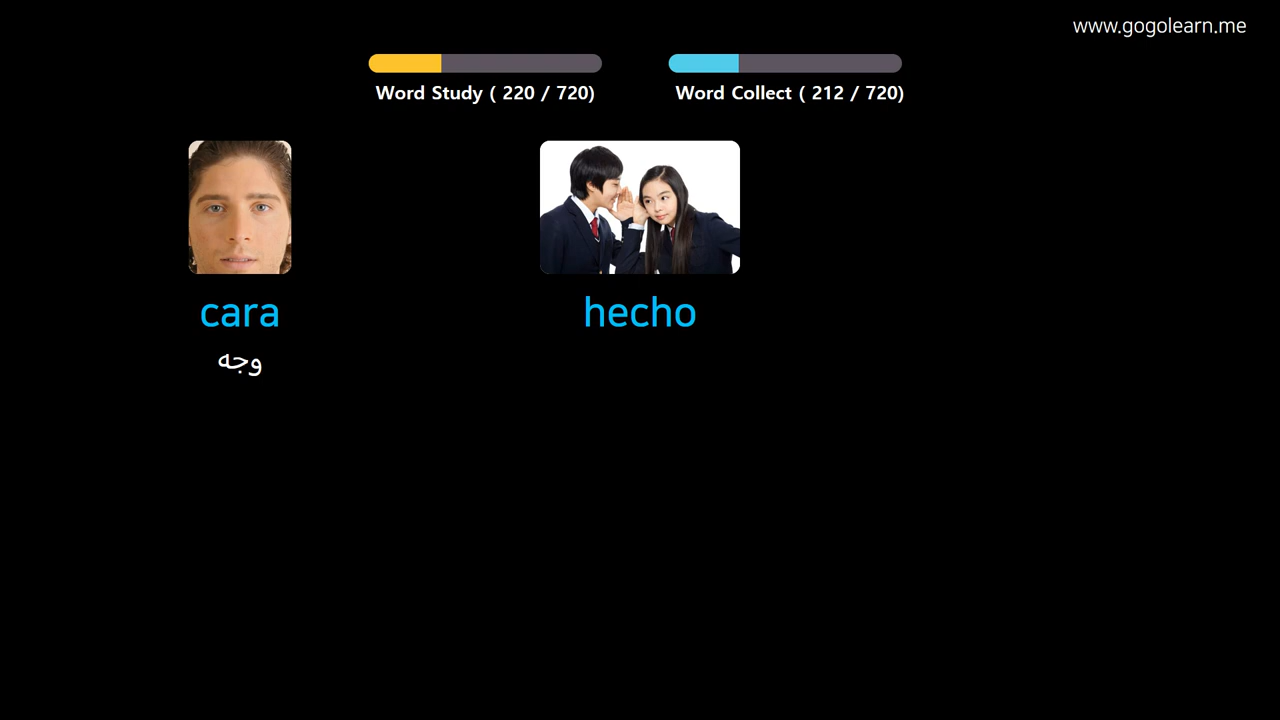 www.gogolearn.me
Word Study ( 220 / 720)
Word Collect ( 212 / 720)
cara
hecho
وجه